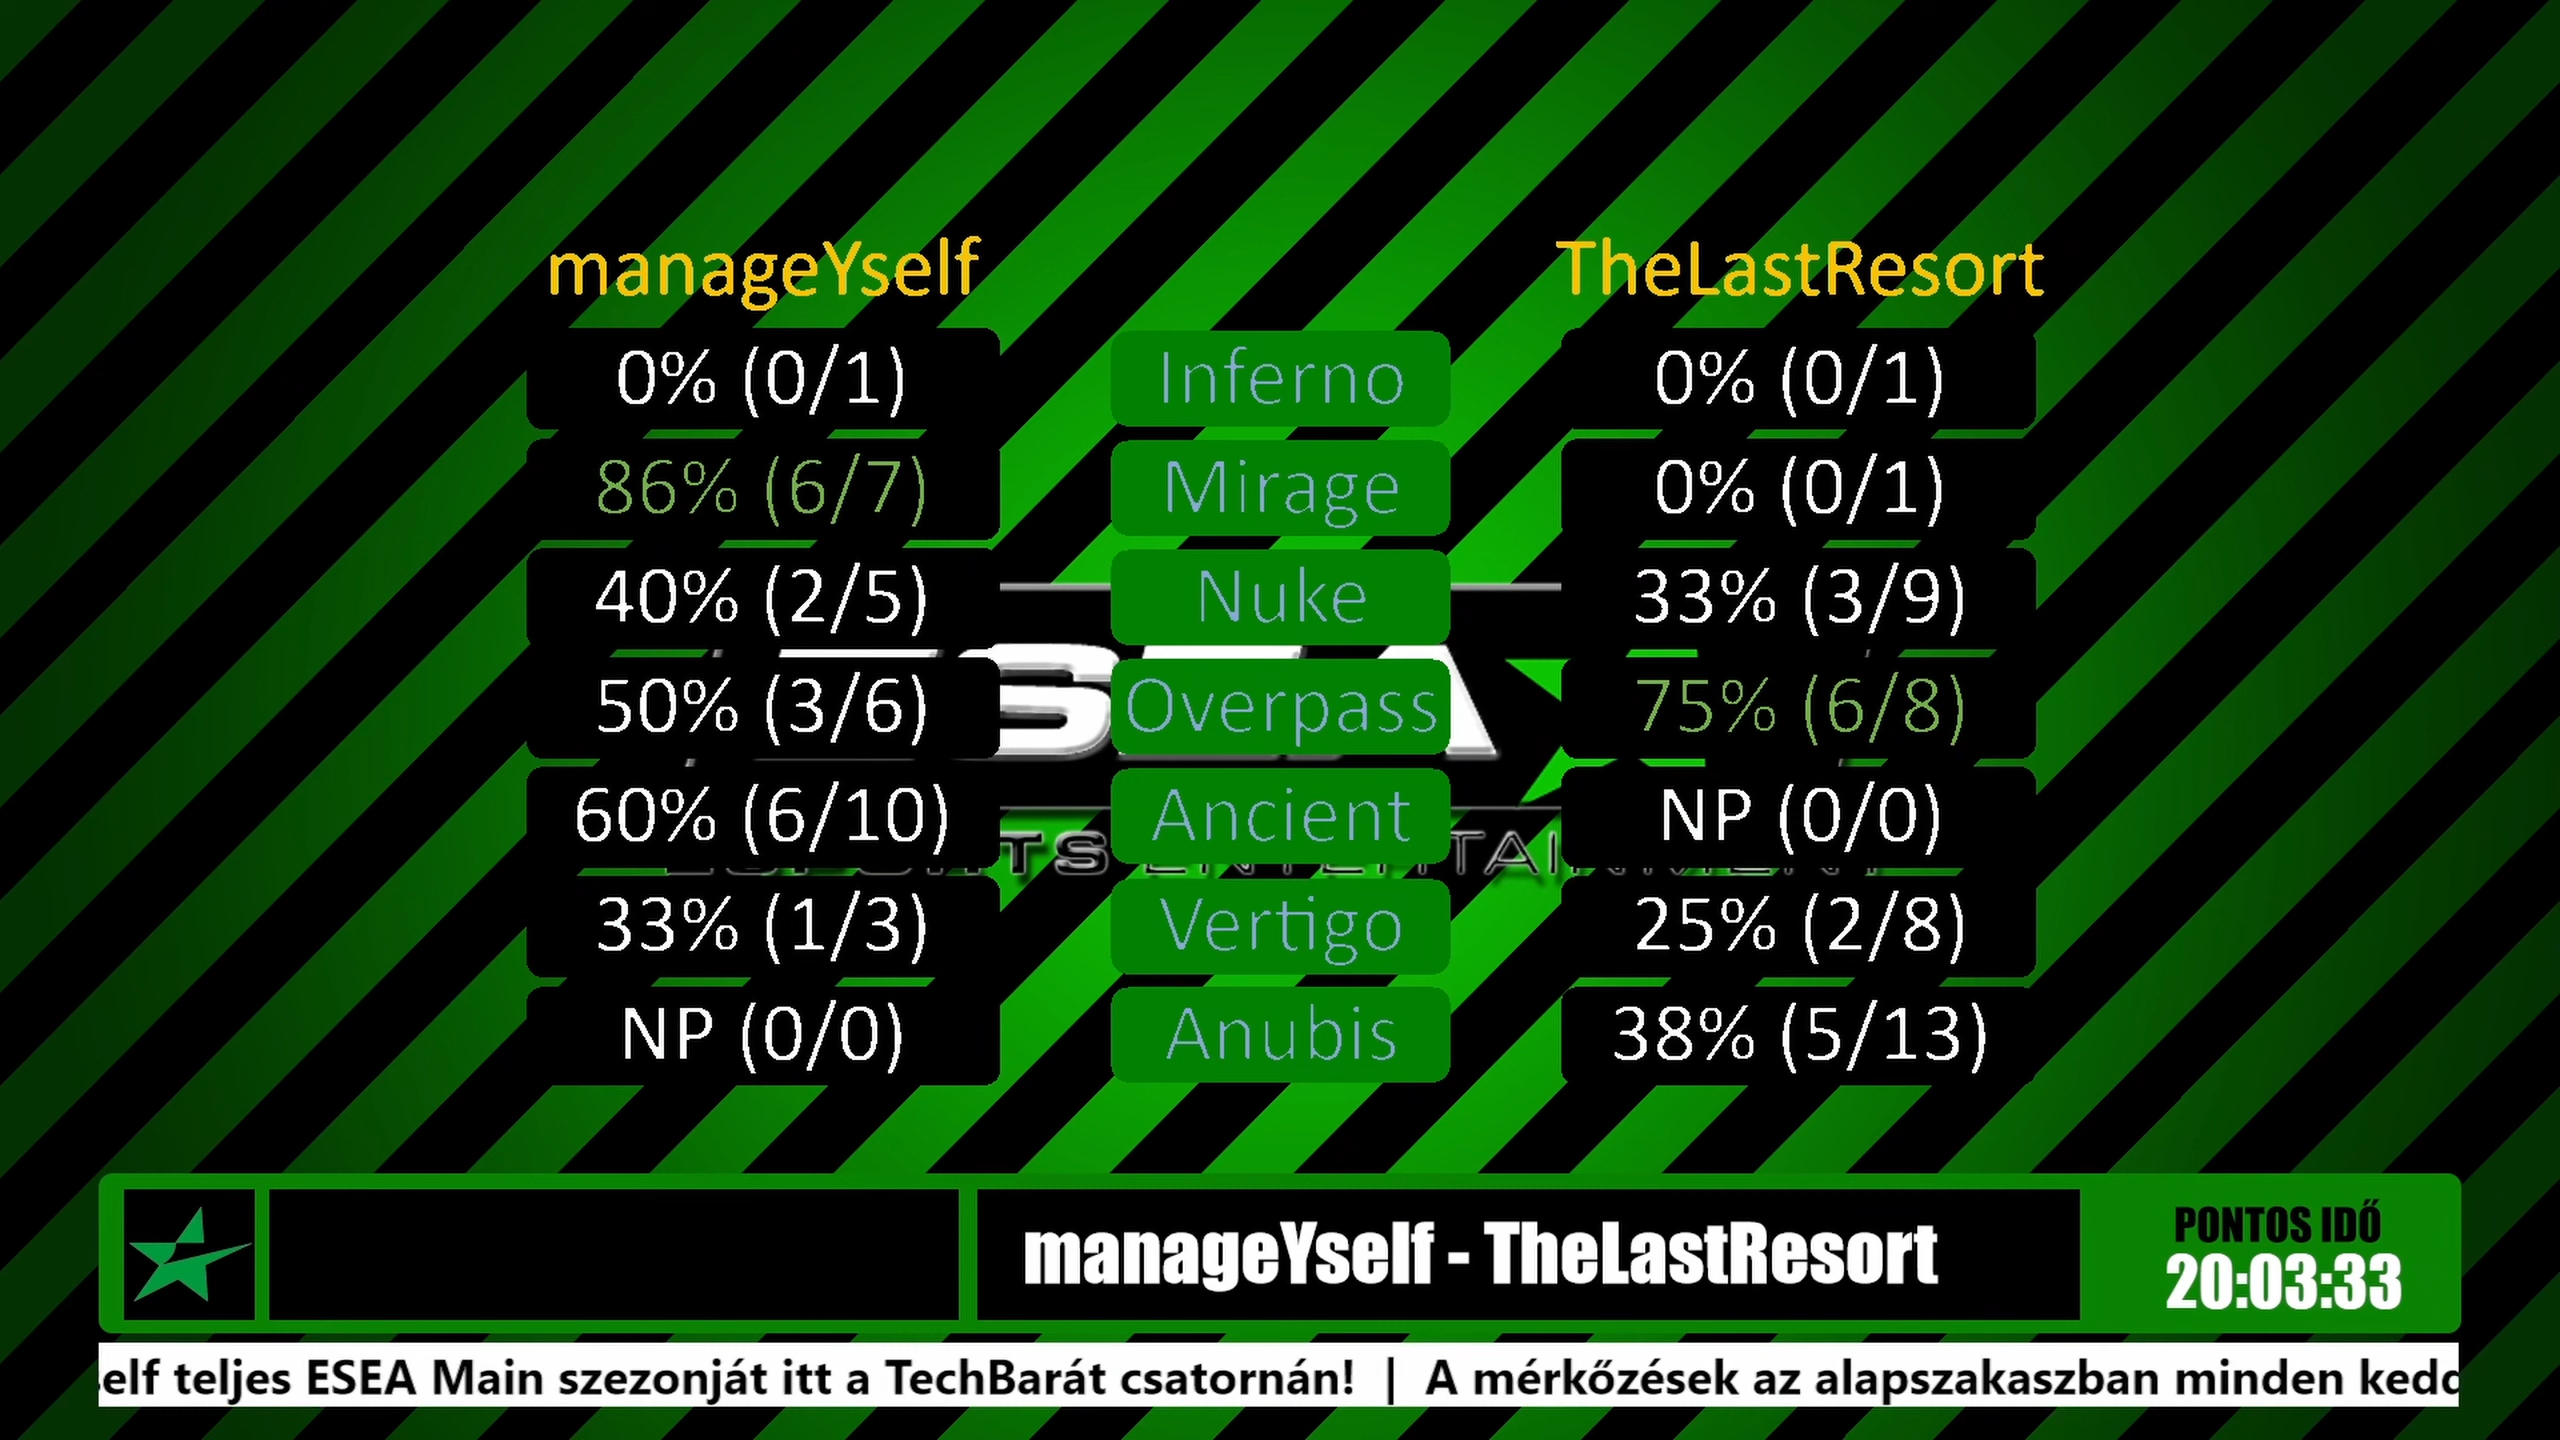 manageYself TheLastResort
0% (0/1) Inferno 0% (0/1)
86% (6/7) Mirage 0% (0/1)
40% (2/5) Nuke 33% (3/9)
50% (3/6) Overpass 75% (6/8)
60% (6/10) Ancient NP (0/0)
33% (1/3) Vertigo 25% (2/8)
NP (0/0) Anubis 38% (5/13)
manageYself - TheLastResort
PONTOS IDŐ
20:03:33
elf teljes ESEA Main szezonját itt a TechBarát csatornán! | A mérkőzések az alapszakaszban minden kedd